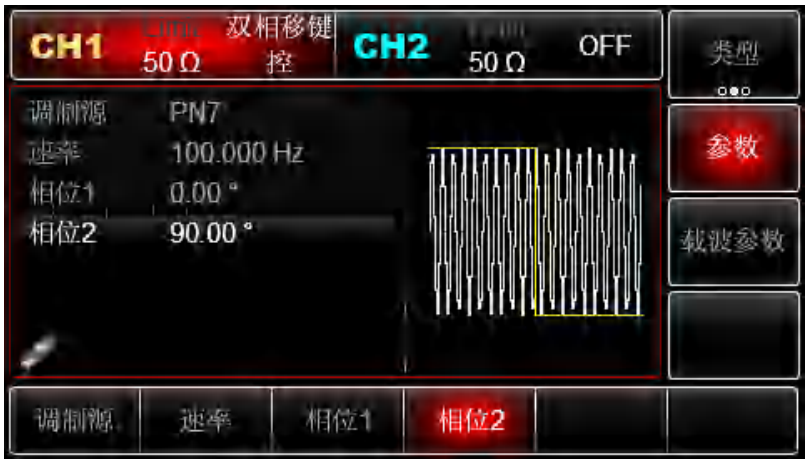 CH1
双相移键
控
50 Ω
CH2
50 Ω
OFF
类型
调制源 PN7
速率 100.000 Hz
相位1 0.00 °
相位2 90.00 °
参数
载波参数
调制源 速率 相位1 相位2